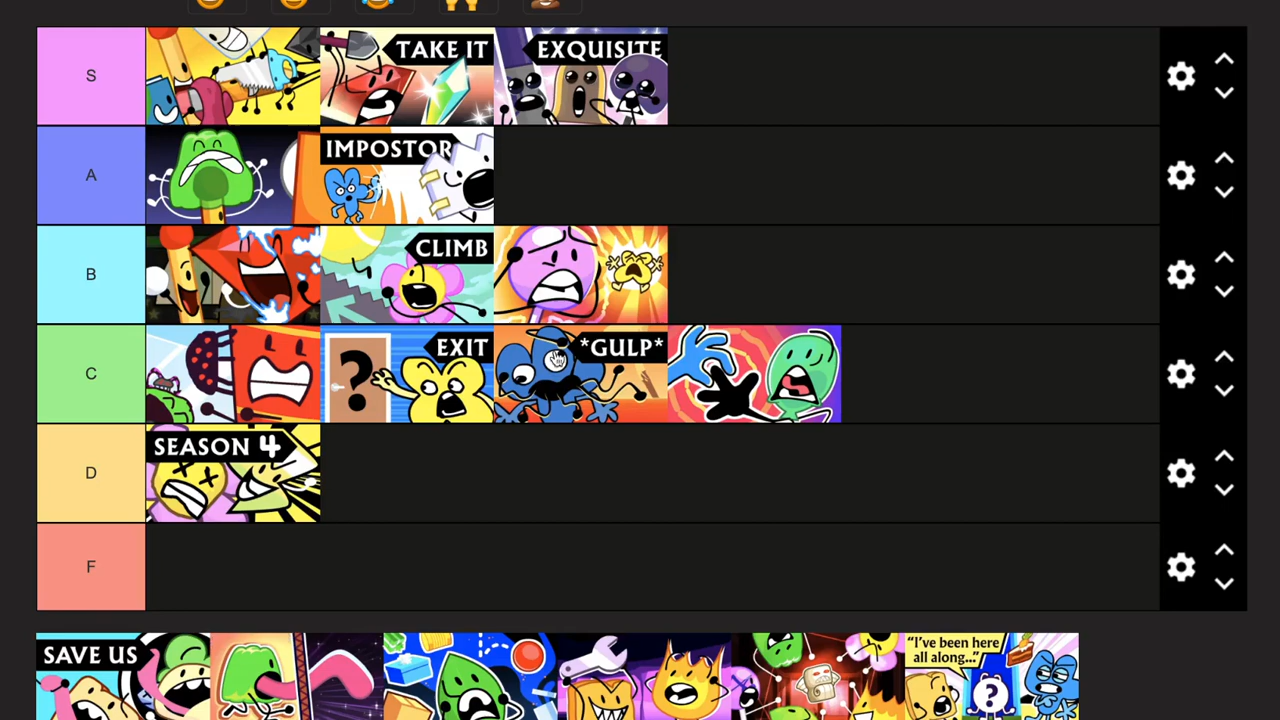 S
TAKE IT
EXQUISITE
A
IMPOSTOR
B
CLIMB
C
?
EXIT
*GULP*
D
SEASON 4
F
SAVE US
?
"I've been here
all along..."